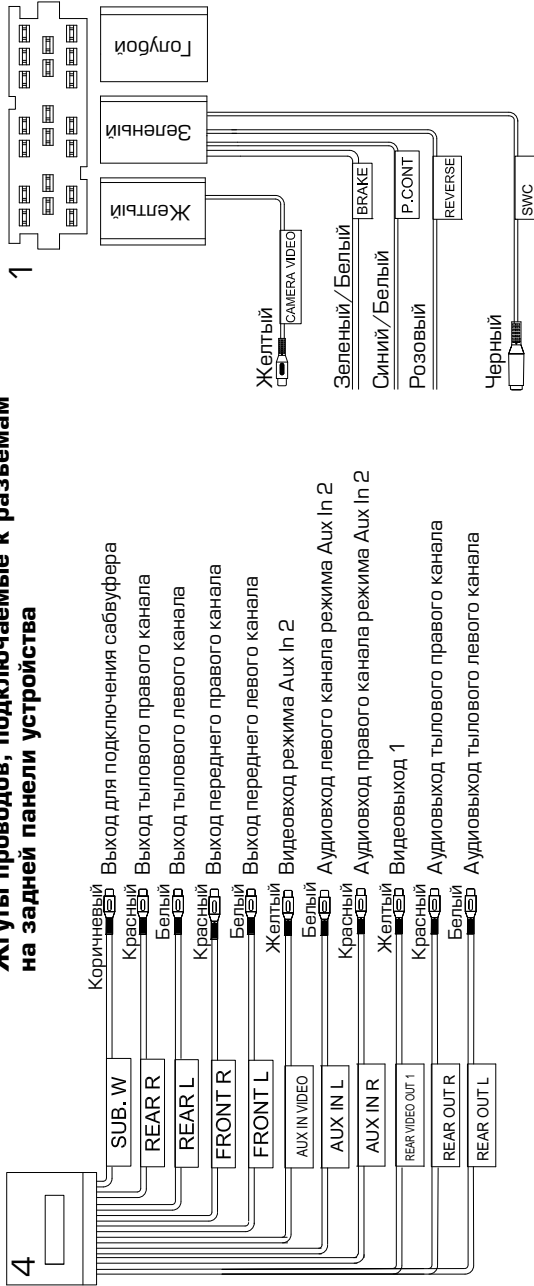 Жгуты проводов, подключаемые к разъемам
на задней панели устройства
4
SUB. W
Коричневый
Выход для подключения сабвуфера
REAR R
Красный
Выход тылового правого канала
REAR L
Белый
Выход тылового левого канала
FRONT R
Красный
Выход переднего правого канала
FRONT L
Белый
Выход переднего левого канала
AUX IN VIDEO
Желтый
Видеовход режима Aux In 2
AUX IN L
Белый
Аудиовход левого канала режима Aux In 2
AUX IN R
Красный
Аудиовход правого канала режима Aux In 2
REAR VIDEO OUT 1
Желтый
Видеовыход 1
REAR OUT R
Красный
Аудиовыход тылового правого канала
REAR OUT L
Белый
Аудиовыход тылового левого канала
1
Желтый
Зеленый
Голубой
Желтый
CAMERA VIDEO
Зеленый/Белый
BRAKE
Синий/Белый
P.CONT
Розовый
REVERSE
Черный
SWC